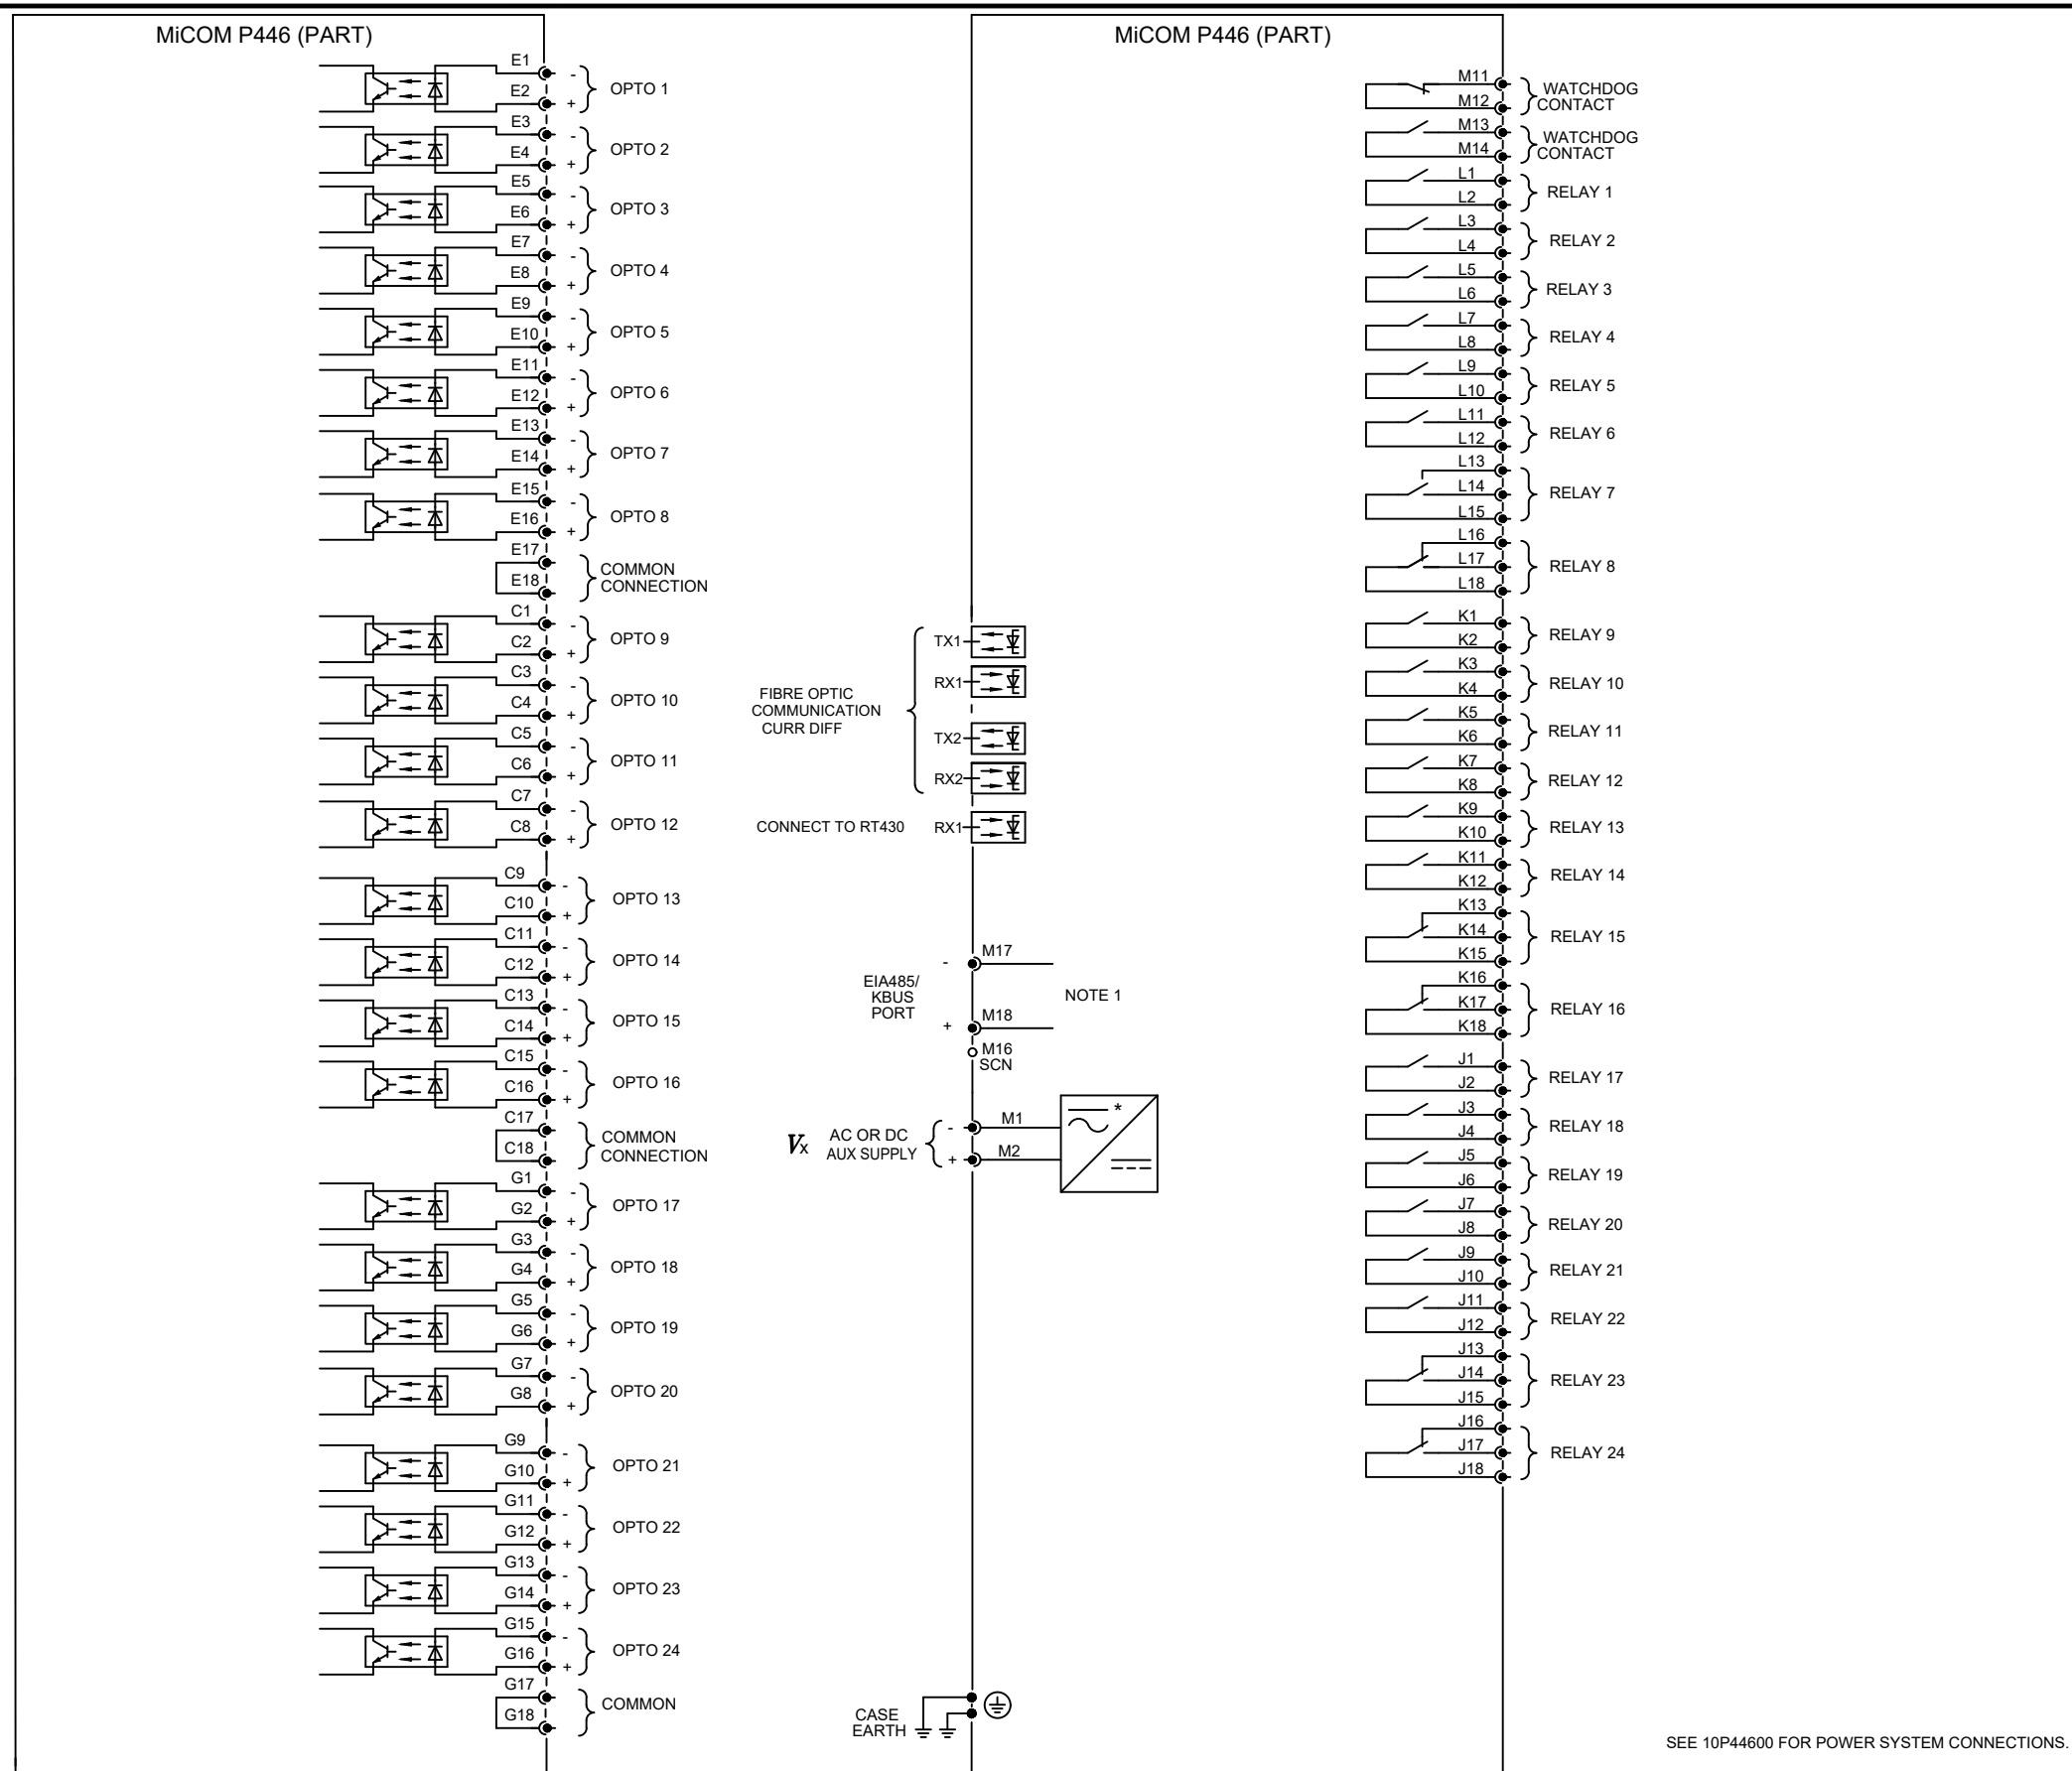 MiCOM P446 (PART)
E1
-
OPTO 1
E2
+
E3
-
OPTO 2
E4
+
E5
-
OPTO 3
E6
+
E7
-
OPTO 4
E8
+
E9
-
OPTO 5
E10
+
E11
-
OPTO 6
E12
+
E13
-
OPTO 7
E14
+
E15
-
OPTO 8
E16
+
E17
COMMON
CONNECTION
E18
C1
-
OPTO 9
C2
+
C3
-
OPTO 10
C4
+
C5
-
OPTO 11
C6
+
C7
-
OPTO 12
C8
+
C9
-
OPTO 13
C10
+
C11
-
OPTO 14
C12
+
C13
-
OPTO 15
C14
+
C15
-
OPTO 16
C16
+
C17
COMMON
CONNECTION
C18
G1
-
OPTO 17
G2
+
G3
-
OPTO 18
G4
+
G5
-
OPTO 19
G6
+
G7
-
OPTO 20
G8
+
G9
-
OPTO 21
G10
+
G11
-
OPTO 22
G12
+
G13
-
OPTO 23
G14
+
G15
-
OPTO 24
G16
+
G17
COMMON
G18
MiCOM P446 (PART)
FIBRE OPTIC
COMMUNICATION
CURR DIFF
TX1
RX1
TX2
RX2
CONNECT TO RT430
RX1
EIA485/
KBUS
PORT
-
M17
NOTE 1
+
M18
M16
SCN
Vx
AC OR DC
AUX SUPPLY
-
M1
+
M2
*
CASE
EARTH
M11
M12
WATCHDOG
CONTACT
M13
M14
WATCHDOG
CONTACT
L1
L2
RELAY 1
L3
L4
RELAY 2
L5
L6
RELAY 3
L7
L8
RELAY 4
L9
L10
RELAY 5
L11
L12
RELAY 6
L13
L14
L15
RELAY 7
L16
L17
L18
RELAY 8
K1
K2
RELAY 9
K3
K4
RELAY 10
K5
K6
RELAY 11
K7
K8
RELAY 12
K9
K10
RELAY 13
K11
K12
RELAY 14
K13
K14
K15
RELAY 15
K16
K17
K18
RELAY 16
J1
J2
RELAY 17
J3
J4
RELAY 18
J5
J6
RELAY 19
J7
J8
RELAY 20
J9
J10
RELAY 21
J11
J12
RELAY 22
J13
J14
J15
RELAY 23
J16
J17
J18
RELAY 24
SEE 10P44600 FOR POWER SYSTEM CONNECTIONS.